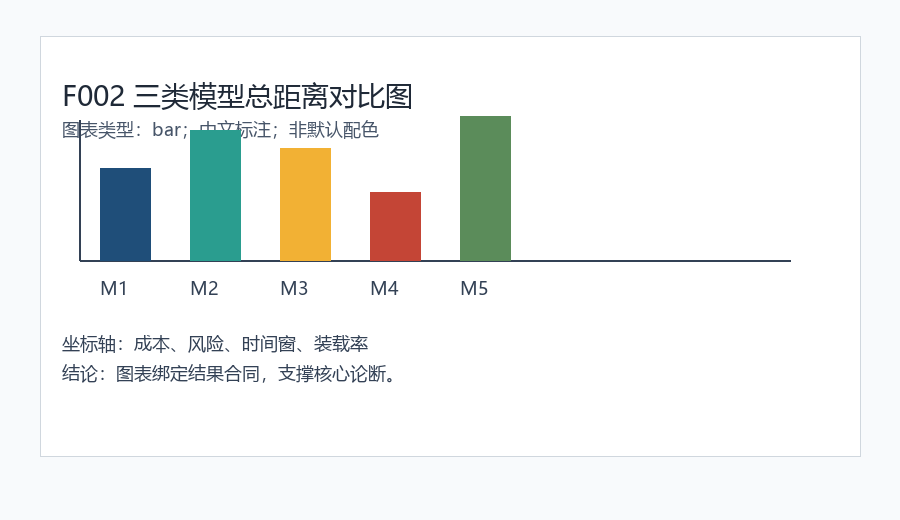 F002 三类模型总距离对比图
图表类型：bar；中文标注；非默认配色
M1 M2 M3 M4 M5
坐标轴：成本、风险、时间窗、装载率
结论：图表绑定结果合同，支撑核心论断。